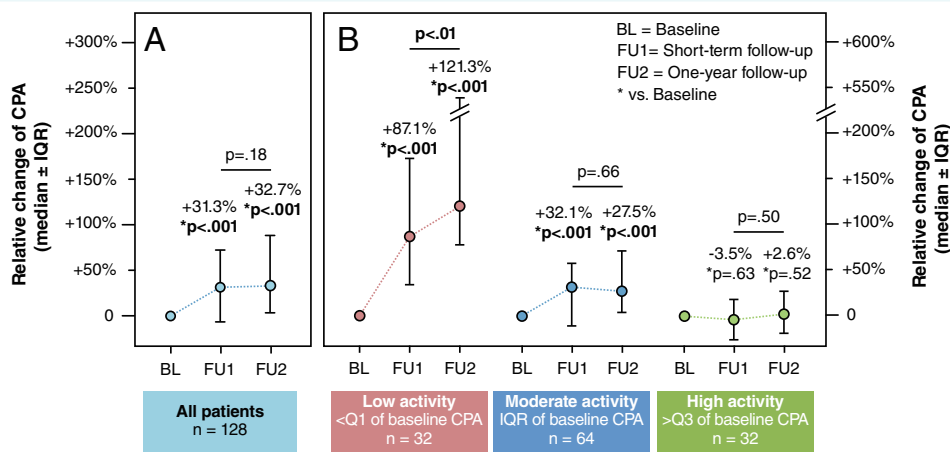 Relative change of CPA
(median ± IQR)
+300%
+250%
+200%
+150%
+100%
+50%
0
A
p=.18
+31.3%
*p<.001
+32.7%
*p<.001
BL
FU1
FU2
All patients
n = 128
B
p<.01
+87.1%
*p<.001
+121.3%
*p<.001
BL
FU1
FU2
Low activity
<Q1 of baseline CPA
n = 32
p=.66
+32.1%
*p<.001
+27.5%
*p<.001
BL
FU1
FU2
Moderate activity
IQR of baseline CPA
n = 64
BL = Baseline
FU1= Short-term follow-up
FU2 = One-year follow-up
* vs. Baseline
p=.50
-3.5%
*p=.63
+2.6%
*p=.52
BL
FU1
FU2
High activity
>Q3 of baseline CPA
n = 32
+600%
+550%
+200%
+150%
+100%
+50%
0
Relative change of CPA
(median ± IQR)